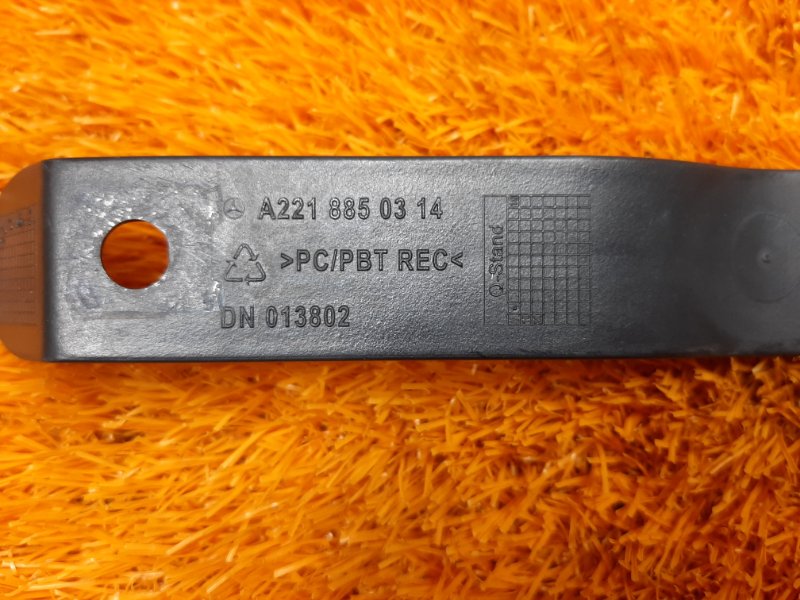 A221 885 03 14
>PC/PBT REC<
DN 013802
Q-Stand